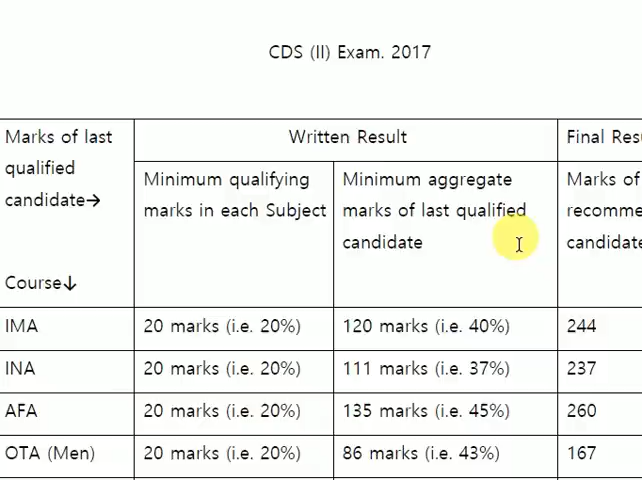 CDS (II) Exam. 2017
Marks of last qualified candidate→
Course↓
Written Result
Final
Minimum qualifying
marks in each Subject
Minimum aggregate
marks of last qualified
candidate
Marks of
IMA 20 marks (i.e. 20%) 120 marks (i.e. 40%) 244
INA 20 marks (i.e. 20%) 111 marks (i.e. 37%) 237
AFA 20 marks (i.e. 20%) 135 marks (i.e. 45%) 260
OTA (Men) 20 marks (i.e. 20%) 86 marks (i.e. 43%) 167